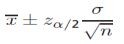 x̅ ± z_{α/2} σ/√n